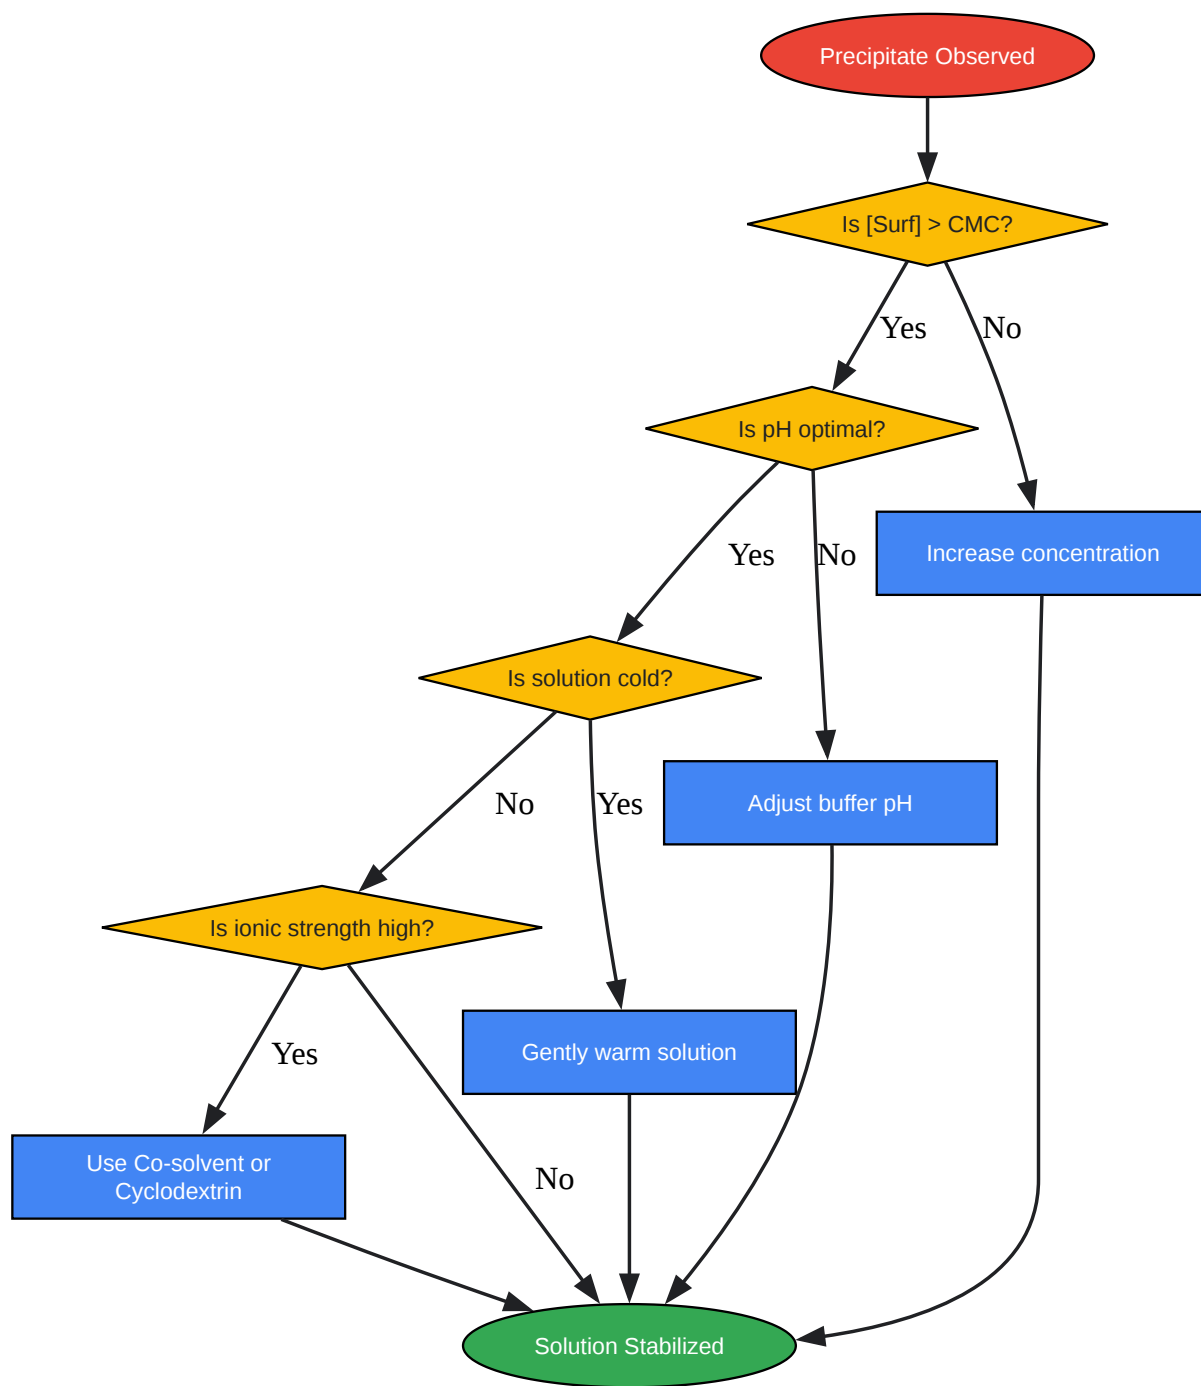 Precipitate Observed
Is [Surf] > CMC?
Yes
No
Is pH optimal?
Yes
No
Increase concentration
Is solution cold?
No
Yes
Adjust buffer pH
Is ionic strength high?
Yes
Gently warm solution
Use Co-solvent or
Cyclodextrin
No
Solution Stabilized